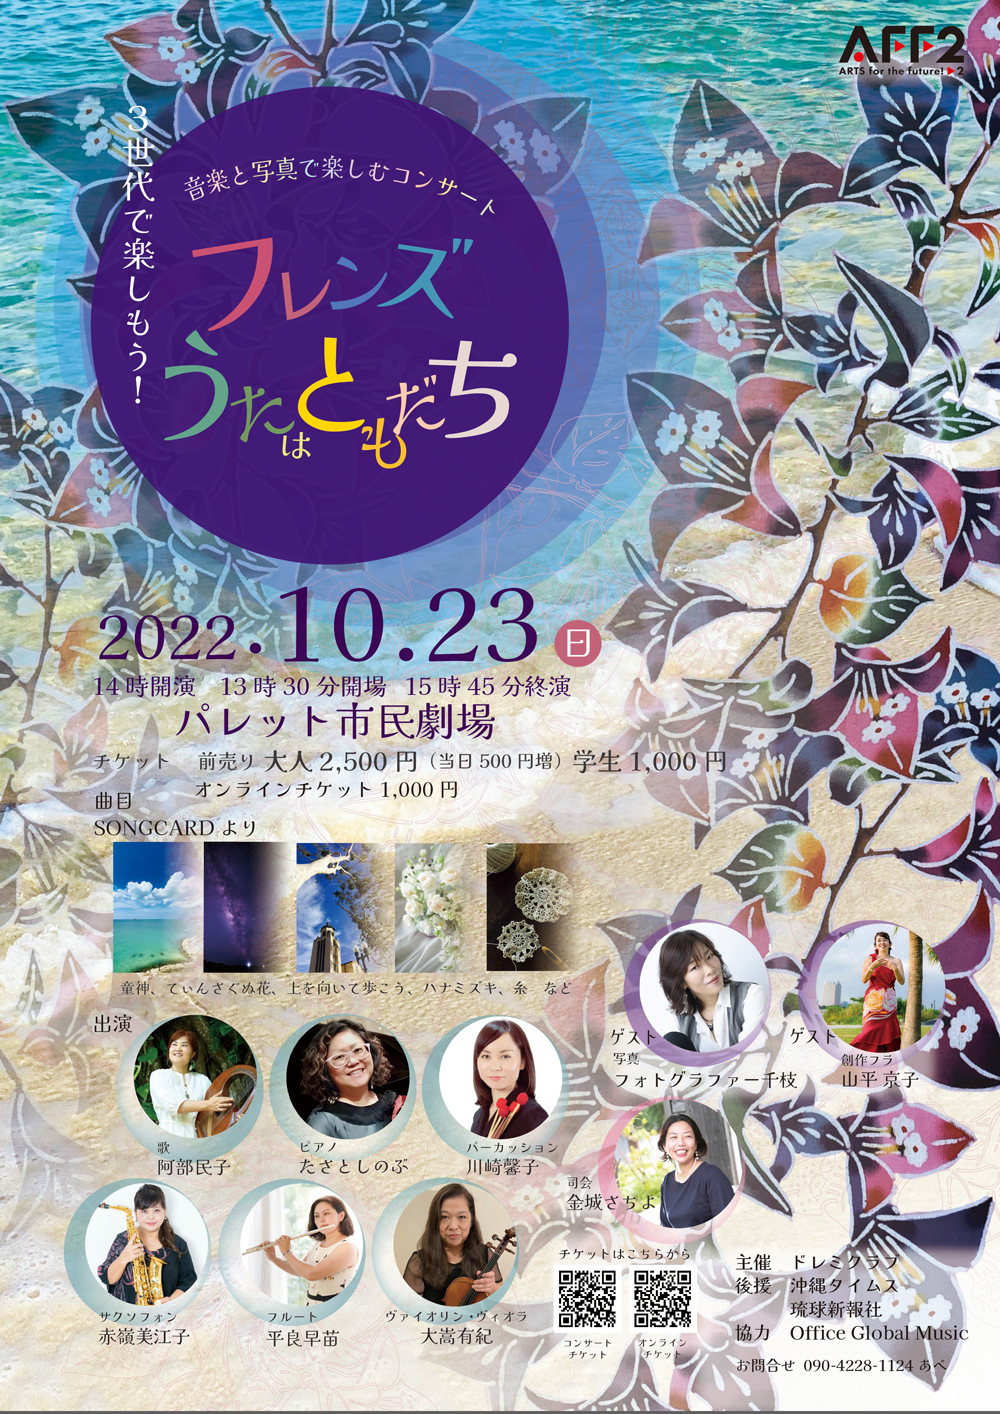 AFF2
ARTS for the future! 2
3世代で楽しもう!
音楽と写真で楽しむコンサート
フレンズ
うたはともだち
2022.10.23 日
14時開演 13時30分開場 15時45分終演
パレット市民劇場
チケット 前売り 大人 2,500円（当日 500円増）学生 1,000円
オンラインチケット 1,000円
曲目
SONGCARDより
童神、てぃんさぐぬ花、上を向いて歩こう、ハナミズキ、糸 など
出演
歌
阿部民子
ピアノ
たさとしのぶ
パーカッション
川崎馨子
ゲスト
写真
フォトグラファー千枝
ゲスト
創作フラ
山平 京子
司会
金城さちよ
サクソフォン
赤嶺美江子
フルート
平良早苗
ヴァイオリン・ヴィオラ
大嵩有紀
チケットはこちらから
コンサート
チケット
オンライン
チケット
主催 ドレミクラブ
後援 沖縄タイムス
琉球新報社
協力 Office Global Music
お問合せ 090-4228-1124 あべ